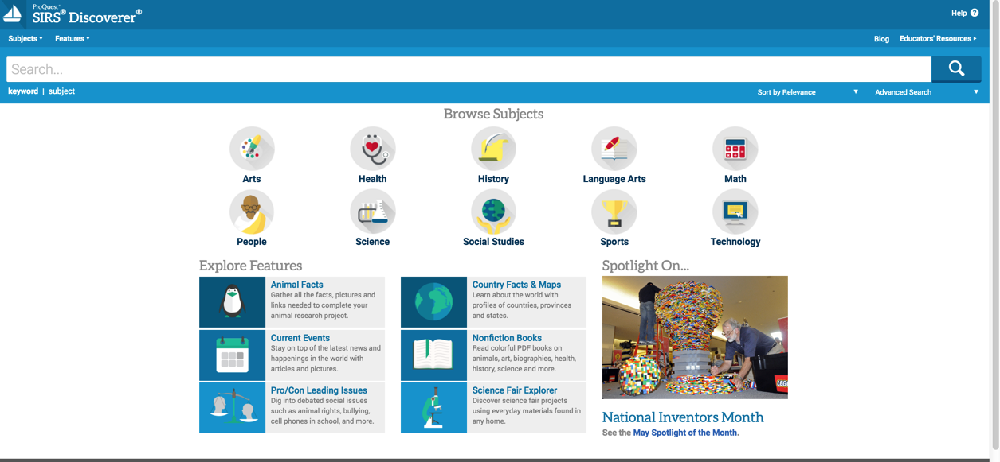 ProQuest®
SIRS® Discoverer®
Help ?
Subjects ▾ Features ▾ Blog Educators' Resources ▸
Search...
keyword | subject Sort by Relevance ▼ Advanced Search ▼
Browse Subjects
Arts Health History Language Arts Math
People Science Social Studies Sports Technology
Explore Features
Animal Facts
Gather all the facts, pictures and
links needed to complete your
animal research project.
Country Facts & Maps
Learn about the world with
profiles of countries, provinces
and states.
Current Events
Stay on top of the latest news and
happenings in the world with
articles and pictures.
Nonfiction Books
Read colorful PDF books on
animals, art, biographies, health,
history, science and more.
Pro/Con Leading Issues
Dig into debated social issues
such as animal rights, bullying,
cell phones in school, and more.
Science Fair Explorer
Discover science fair projects
using everyday materials found in
any home.
Spotlight On...
LEGO
National Inventors Month
See the May Spotlight of the Month.